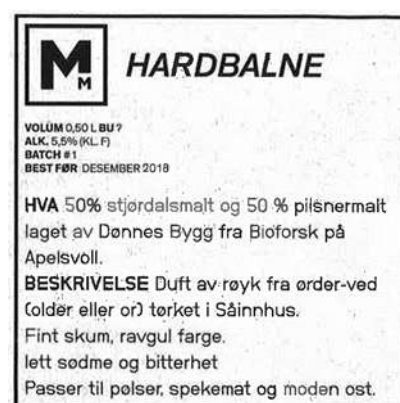 MM
HARDBALNE
VOLUM 0,50 L BU ?
ALK. 5,5% (KL. F)
BATCH #1
BEST FØR DESEMBER 2018
HVA 50% stjørdalsmalt og 50 % pilsnermalt
laget av Dønnes Bygg fra Bioforsk på
Apelsvoll.
BESKRIVELSE Duft av røyk fra ørder-ved
(older eller or) tørket i Såinnhus.
Fint skum, ravgul farge.
lett sødme og bitterhet
Passer til pølser, spekemat og moden ost.